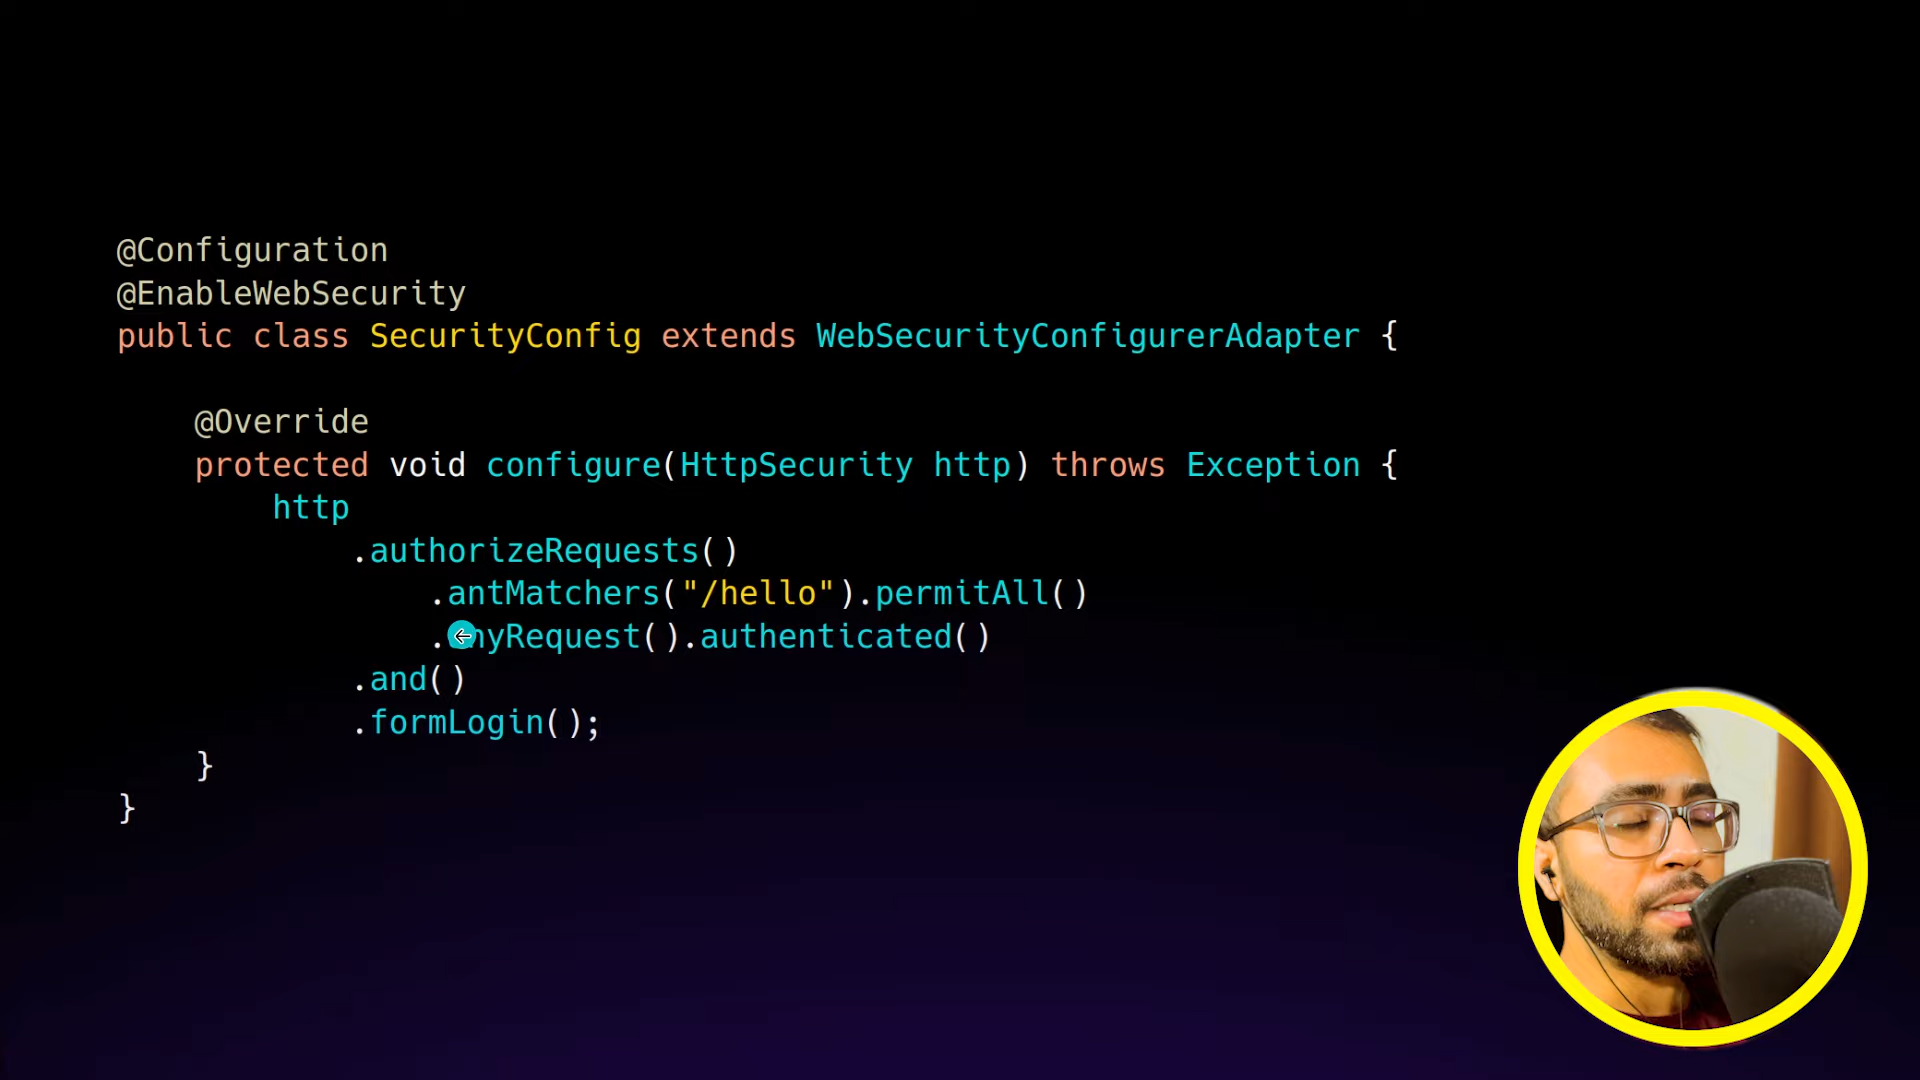 @Configuration
@EnableWebSecurity
public class SecurityConfig extends WebSecurityConfigurerAdapter {
@Override
protected void configure(HttpSecurity http) throws Exception {
http
.authorizeRequests()
.antMatchers("/hello").permitAll()
.anyRequest().authenticated()
.and()
.formLogin();
}
}